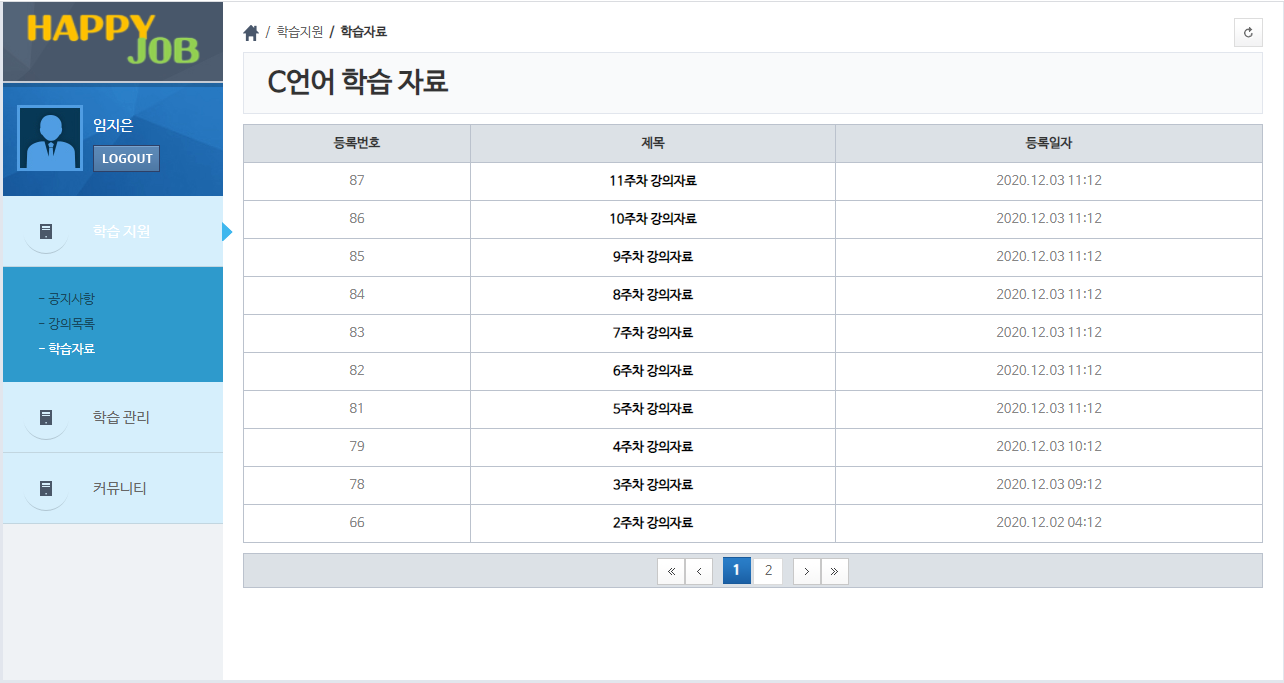 HAPPY
JOB
임지은
LOGOUT
학습 지원
- 공지사항
- 강의목록
- 학습자료
학습 관리
커뮤니티
/ 학습지원 / 학습자료
C언어 학습 자료
등록번호 제목 등록일자
87 11주차 강의자료 2020.12.03 11:12
86 10주차 강의자료 2020.12.03 11:12
85 9주차 강의자료 2020.12.03 11:12
84 8주차 강의자료 2020.12.03 11:12
83 7주차 강의자료 2020.12.03 11:12
82 6주차 강의자료 2020.12.03 11:12
81 5주차 강의자료 2020.12.03 11:12
79 4주차 강의자료 2020.12.03 10:12
78 3주차 강의자료 2020.12.03 09:12
66 2주차 강의자료 2020.12.02 04:12
« ‹ 1 2 › »